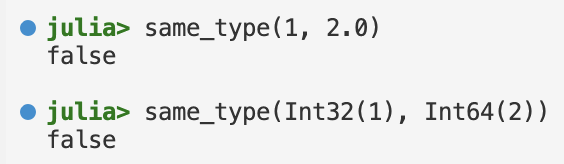 julia> same_type(1, 2.0)
false
julia> same_type(Int32(1), Int64(2))
false